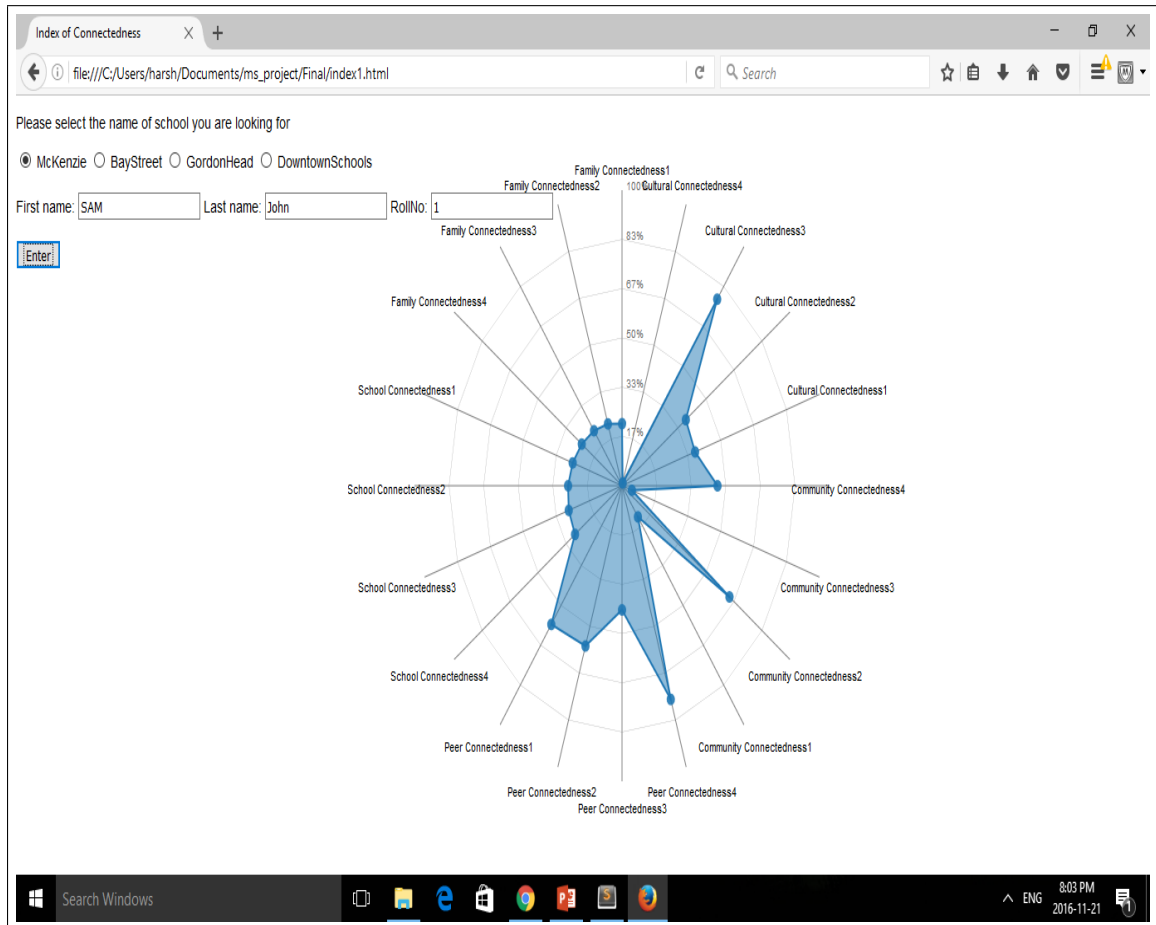 Index of Connectedness
file:///C:/Users/harsh/Documents/ms_project/Final/index1.html
Search
Please select the name of school you are looking for
McKenzie BayStreet GordonHead DowntownSchools
First name: SAM Last name: John RollNo: 1
Enter
Family Connectedness1
Family Connectedness2 100% Cultural Connectedness4
Family Connectedness3 83% Cultural Connectedness3
67%
Family Connectedness4 Cultural Connectedness2
50%
33%
School Connectedness1 Cultural Connectedness1
17%
School Connectedness2 Community Connectedness4
School Connectedness3 Community Connectedness3
School Connectedness4 Community Connectedness2
Peer Connectedness1 Community Connectedness1
Peer Connectedness2 Peer Connectedness4
Peer Connectedness3
Search Windows
ENG
8:03 PM
2016-11-21